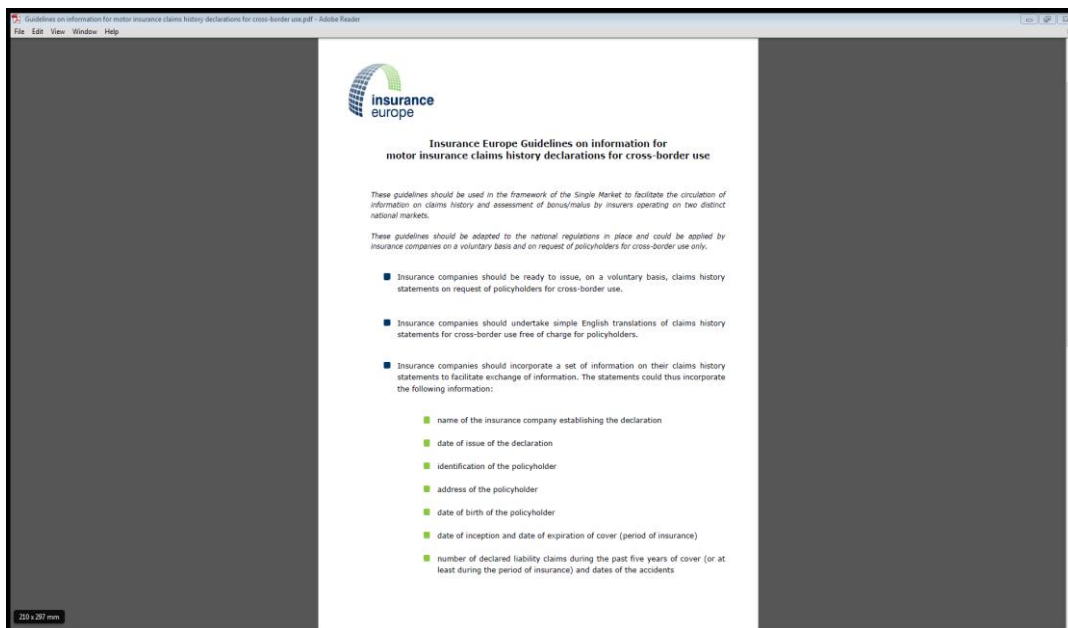 Guidelines on information for motor insurance claims history declarations for cross-border use.pdf - Adobe Reader
File Edit View Window Help
insurance
europe
Insurance Europe Guidelines on information for
motor insurance claims history declarations for cross-border use
These guidelines should be used in the framework of the Single Market to facilitate the circulation of
information on claims history and assessment of bonus/malus by insurers operating on two distinct
national markets.
These guidelines should be adapted to the national regulations in place and could be applied by
insurance companies on a voluntary basis and on request of policyholders for cross-border use only.
Insurance companies should be ready to issue, on a voluntary basis, claims history
statements on request of policyholders for cross-border use.
Insurance companies should undertake simple English translations of claims history
statements for cross-border use free of charge for policyholders.
Insurance companies should incorporate a set of information on their claims history
statements to facilitate exchange of information. The statements could thus incorporate
the following information:
name of the insurance company establishing the declaration
date of issue of the declaration
identification of the policyholder
address of the policyholder
date of birth of the policyholder
date of inception and date of expiration of cover (period of insurance)
number of declared liability claims during the past five years of cover (or at
least during the period of insurance) and dates of the accidents
210 x 297 mm